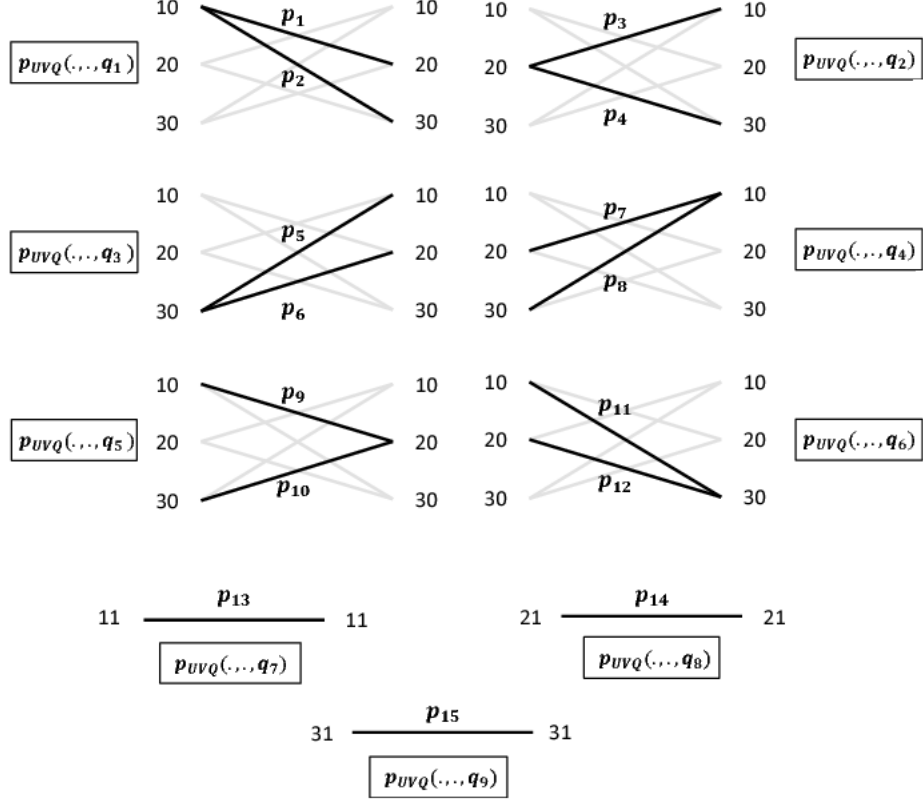 10 p₁ 10 10 p₃ 10
p_UVQ(.,.,q₁) 20 20 20 20 p_UVQ(.,.,q₂)
p₂
30 30 30 p₄ 30
10 10 10 p₇ 10
p_UVQ(.,.,q₃) 20 p₅ 20 20 20 p_UVQ(.,.,q₄)
30 p₆ 30 30 p₈ 30
10 p₉ 10 10 p₁₁ 10
p_UVQ(.,.,q₅) 20 20 20 20 p_UVQ(.,.,q₆)
30 p₁₀ 30 30 p₁₂ 30
p₁₃ p₁₄
11 11 21 21
p_UVQ(.,.,q₇) p_UVQ(.,.,q₈)
p₁₅
31 31
p_UVQ(.,.,q₉)